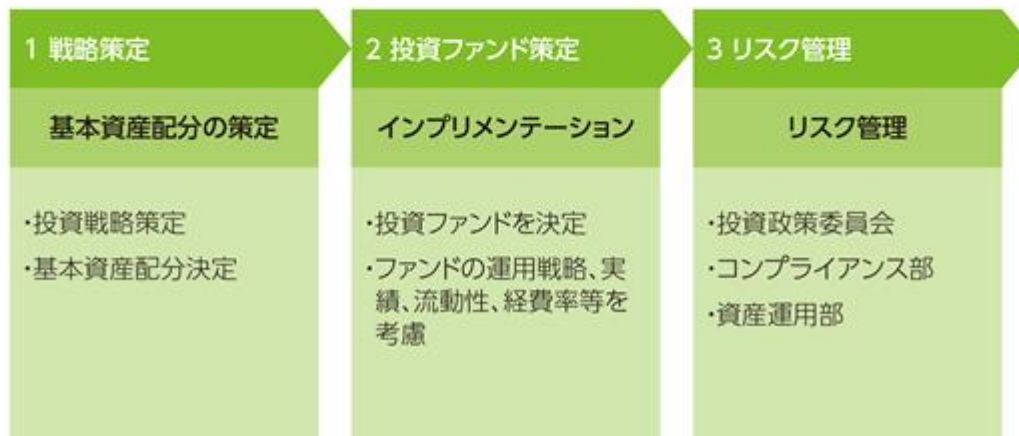 1 戦略策定
基本資産配分の策定
・投資戦略策定
・基本資産配分決定
2 投資ファンド策定
インプリメンテーション
・投資ファンドを決定
・ファンドの運用戦略、実
績、流動性、経費率等を
考慮
3 リスク管理
リスク管理
・投資政策委員会
・コンプライアンス部
・資産運用部